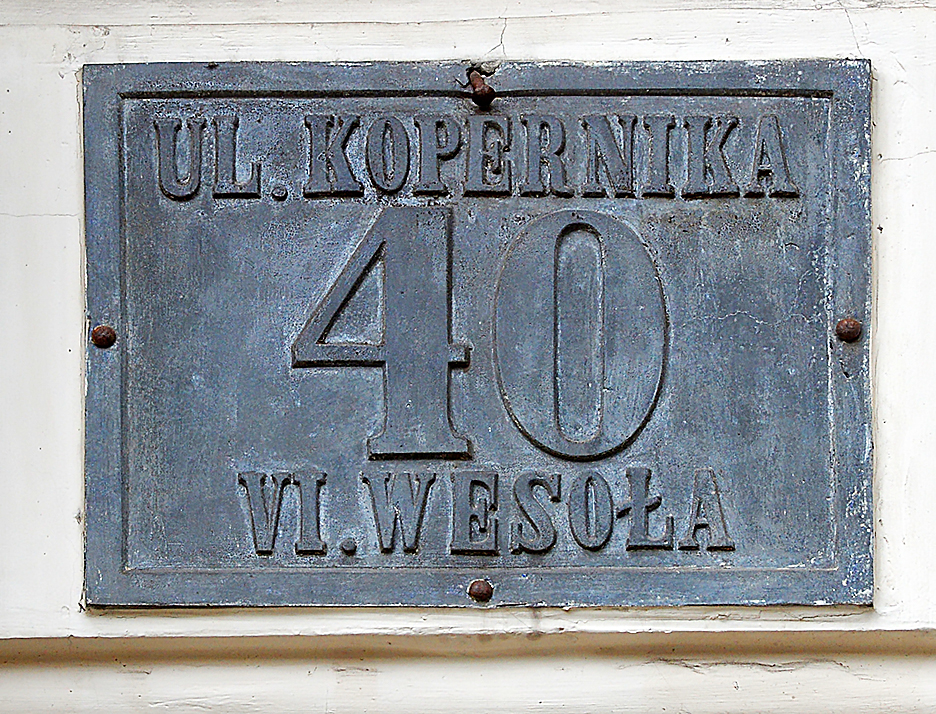 UL. KOPERNIKA
40
VI. WESOŁA